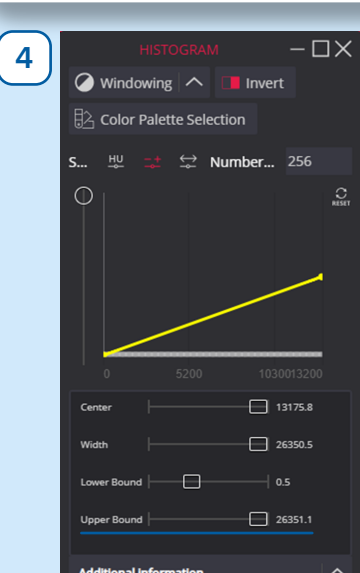 4
HISTOGRAM
Windowing Invert
Color Palette Selection
S... HU Number... 256
RESET
0 5200 1030013200
Center 13175.8
Width 26350.5
Lower Bound 0.5
Upper Bound 26351.1
Additional Information